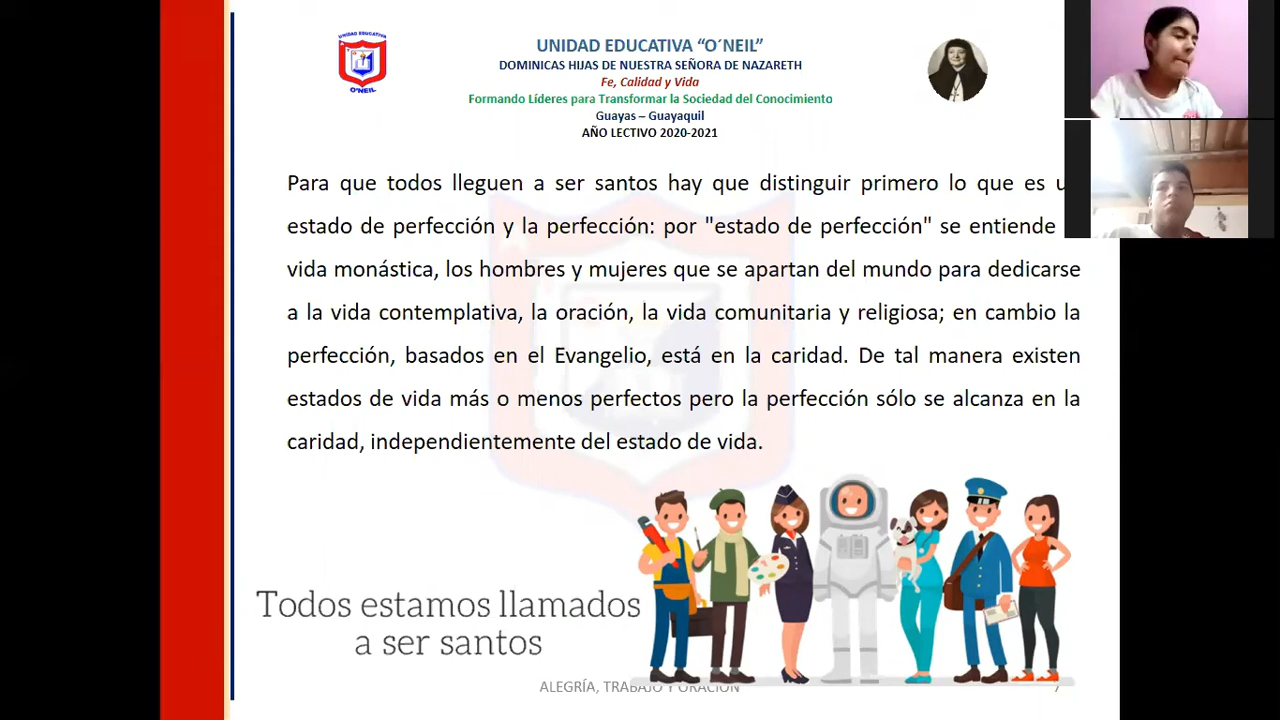 UNIDAD EDUCATIVA
O'NEIL
UNIDAD EDUCATIVA “O´NEIL”
DOMINICAS HIJAS DE NUESTRA SEÑORA DE NAZARETH
Fe, Calidad y Vida
Formando Líderes para Transformar la Sociedad del Conocimiento
Guayas – Guayaquil
AÑO LECTIVO 2020-2021
Para que todos lleguen a ser santos hay que distinguir primero lo que es
estado de perfección y la perfección: por "estado de perfección" se entiende
vida monástica, los hombres y mujeres que se apartan del mundo para dedicarse
a la vida contemplativa, la oración, la vida comunitaria y religiosa; en cambio la
perfección, basados en el Evangelio, está en la caridad. De tal manera existen
estados de vida más o menos perfectos pero la perfección sólo se alcanza en la
caridad, independientemente del estado de vida.
Todos estamos llamados
a ser santos
ALEGRÍA, TRABAJO Y ORACIÓN
7